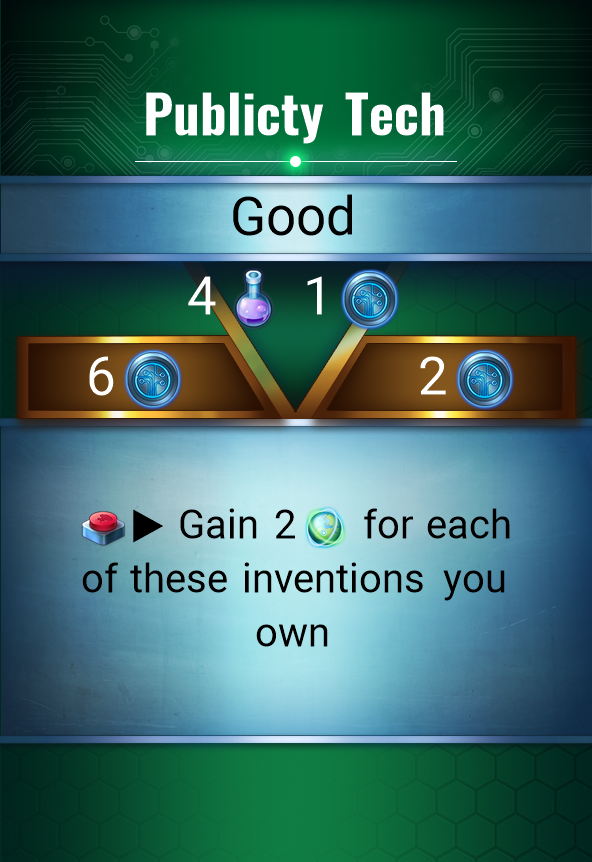 Publicty Tech
Good
4 1
6 2
Gain 2 for each
of these inventions you
own